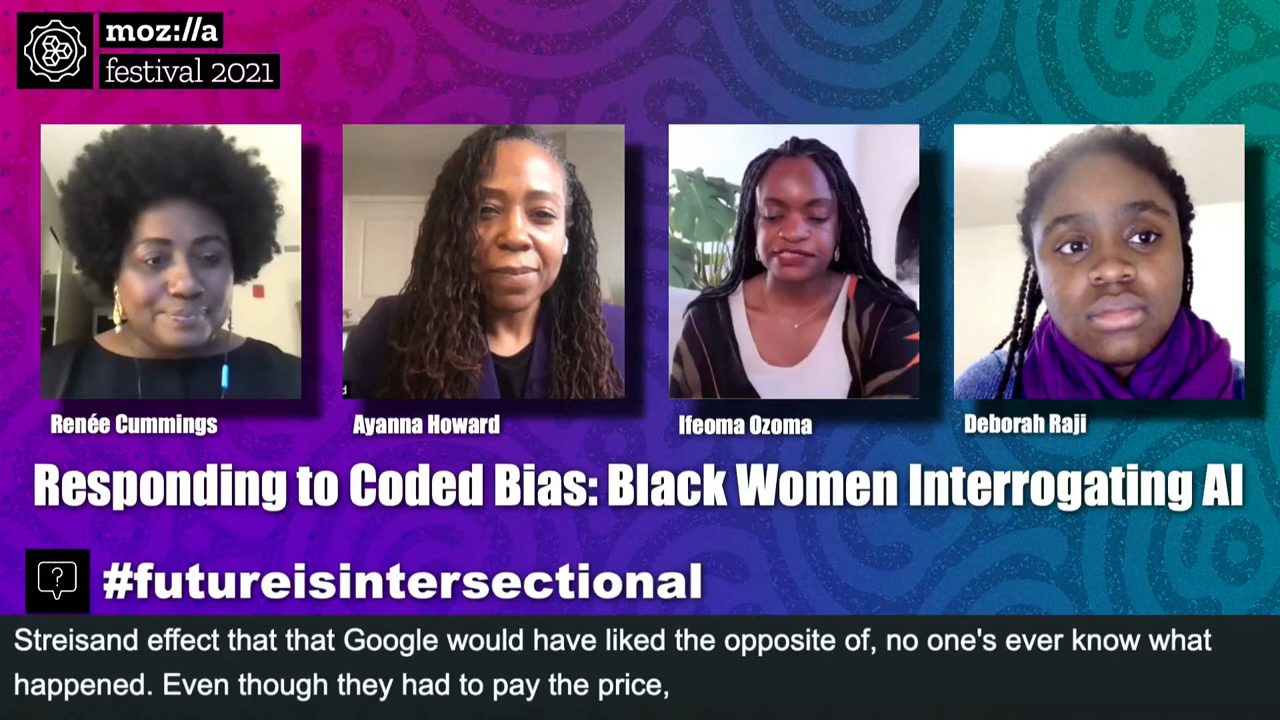 moz://a
festival 2021
Renée Cummings
Ayanna Howard
Ifeoma Ozoma
Deborah Raji
Responding to Coded Bias: Black Women Interrogating AI
?
#futureisintersectional
Streisand effect that that Google would have liked the opposite of, no one's ever know what
happened. Even though they had to pay the price,